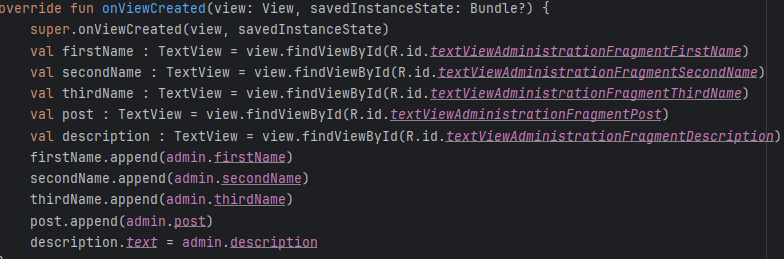 override fun onViewCreated(view: View, savedInstanceState: Bundle?) {
super.onViewCreated(view, savedInstanceState)
val firstName : TextView = view.findViewById(R.id.textViewAdministrationFragmentFirstName)
val secondName : TextView = view.findViewById(R.id.textViewAdministrationFragmentSecondName)
val thirdName : TextView = view.findViewById(R.id.textViewAdministrationFragmentThirdName)
val post : TextView = view.findViewById(R.id.textViewAdministrationFragmentPost)
val description : TextView = view.findViewById(R.id.textViewAdministrationFragmentDescription)
firstName.append(admin.firstName)
secondName.append(admin.secondName)
thirdName.append(admin.thirdName)
post.append(admin.post)
description.text = admin.description